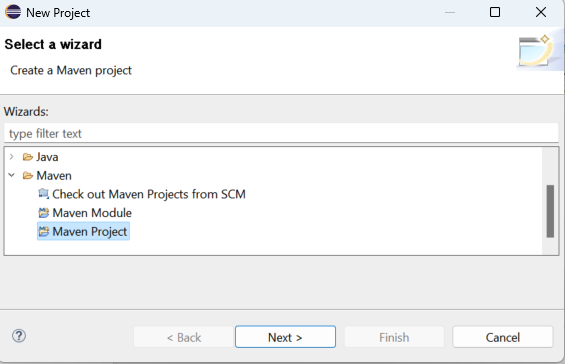 New Project
Select a wizard
Create a Maven project
Wizards:
type filter text
Java
Maven
Check out Maven Projects from SCM
Maven Module
Maven Project
? < Back Next > Finish Cancel